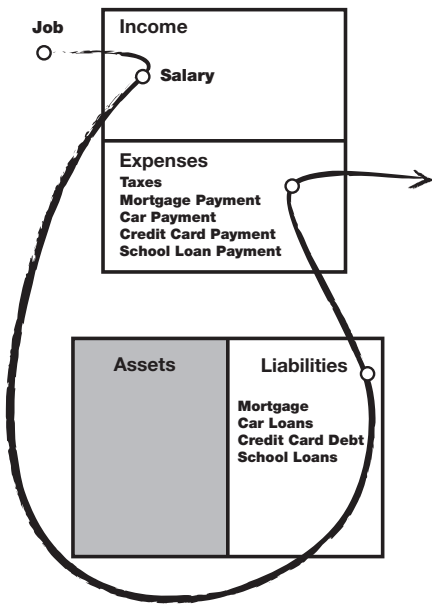 Job
Income
Salary
Expenses
Taxes
Mortgage Payment
Car Payment
Credit Card Payment
School Loan Payment
Assets
Liabilities
Mortgage
Car Loans
Credit Card Debt
School Loans